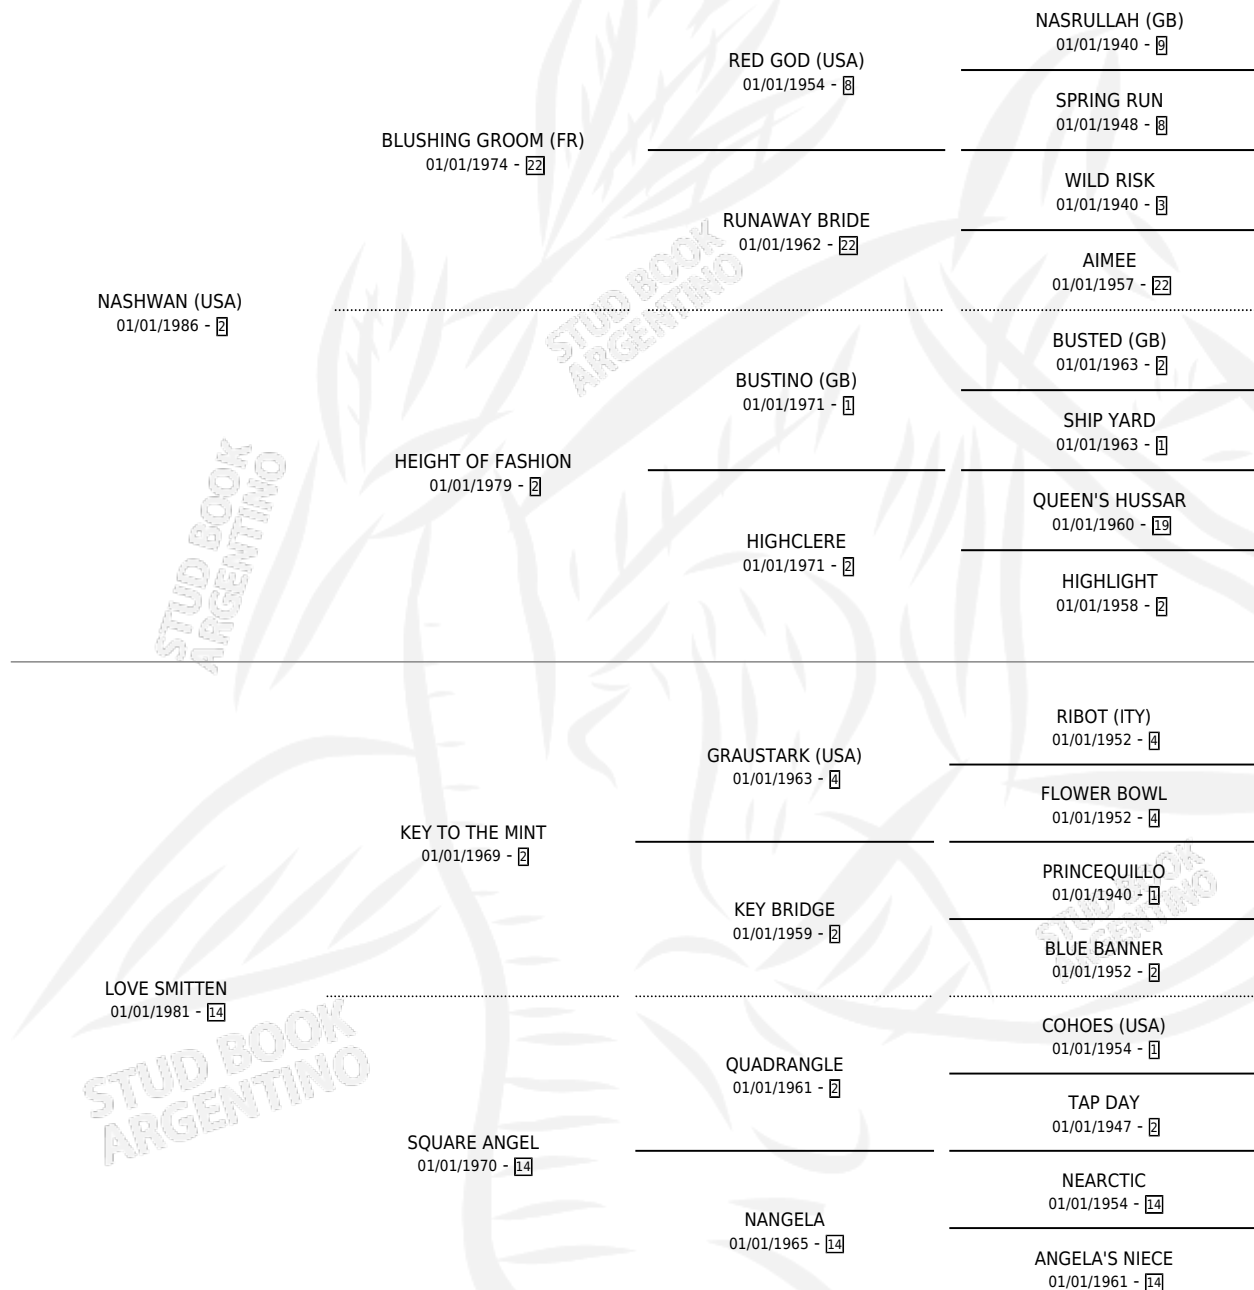 NASRULLAH (GB)
01/01/1940 - 9
RED GOD (USA)
01/01/1954 - 8
SPRING RUN
01/01/1948 - 8
BLUSHING GROOM (FR)
01/01/1974 - 22
WILD RISK
01/01/1940 - 3
RUNAWAY BRIDE
01/01/1962 - 22
AIMEE
01/01/1957 - 22
NASHWAN (USA)
01/01/1986 - 2
STUD BOOK
ARGENTINO
BUSTED (GB)
01/01/1963 - 2
BUSTINO (GB)
01/01/1971 - 1
SHIP YARD
01/01/1963 - 1
HEIGHT OF FASHION
01/01/1979 - 2
QUEEN'S HUSSAR
01/01/1960 - 19
HIGHCLERE
01/01/1971 - 2
HIGHLIGHT
01/01/1958 - 2
STUD BOOK
ARGENTINO
RIBOT (ITY)
01/01/1952 - 4
GRAUSTARK (USA)
01/01/1963 - 4
FLOWER BOWL
01/01/1952 - 4
KEY TO THE MINT
01/01/1969 - 2
PRINCEQUILLO
01/01/1940 - 1
KEY BRIDGE
01/01/1959 - 2
BLUE BANNER
01/01/1952 - 2
STUD BOOK
ARGENTINO
LOVE SMITTEN
01/01/1981 - 14
COHOES (USA)
01/01/1954 - 1
QUADRANGLE
01/01/1961 - 2
TAP DAY
01/01/1947 - 2
STUD BOOK
ARGENTINO
SQUARE ANGEL
01/01/1970 - 14
NEARCTIC
01/01/1954 - 14
NANGELA
01/01/1965 - 14
ANGELA'S NIECE
01/01/1961 - 14